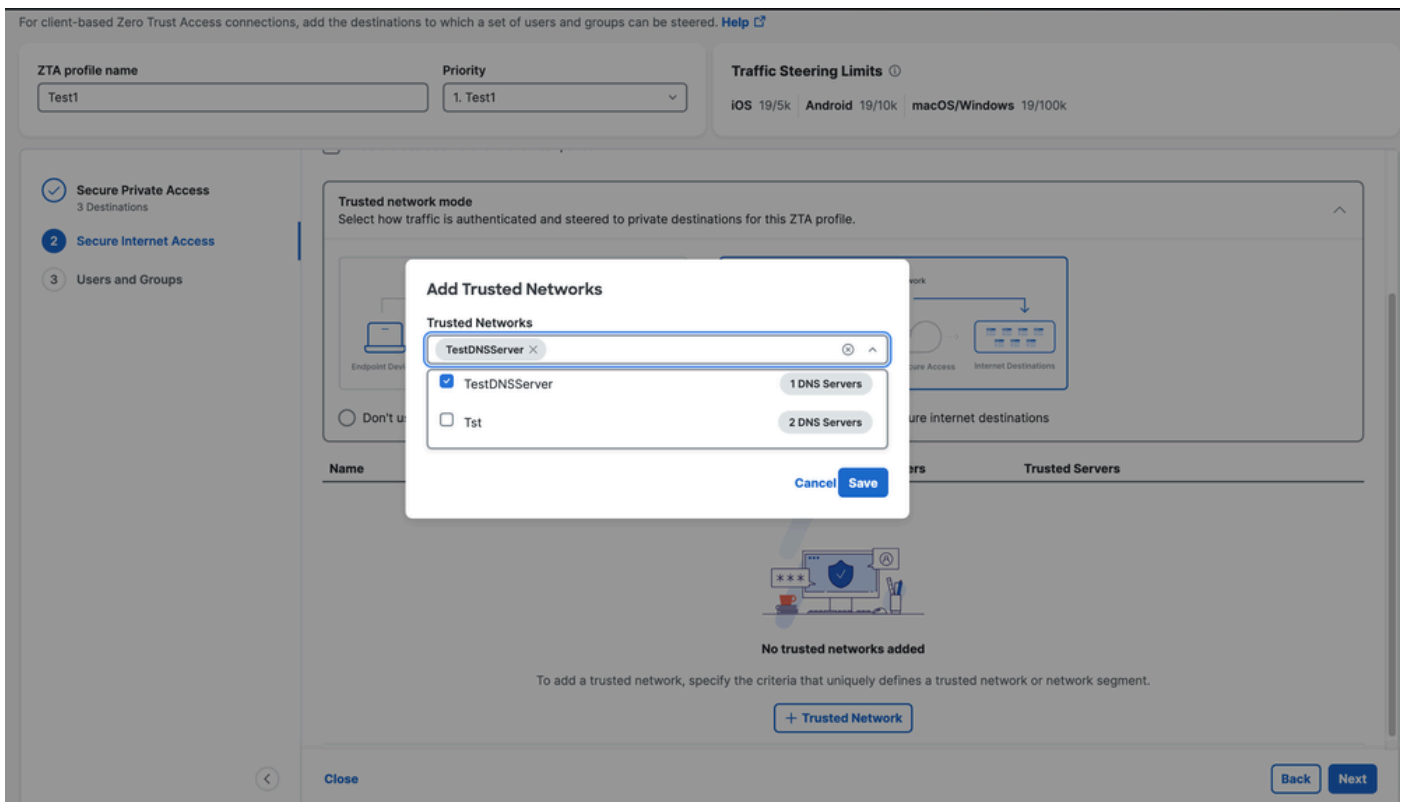 For client-based Zero Trust Access connections, add the destinations to which a set of users and groups can be steered. Help
ZTA profile name
Test1
Priority
1. Test1
Traffic Steering Limits
iOS 19/5k Android 19/10k macOS/Windows 19/100k
Secure Private Access
3 Destinations
2 Secure Internet Access
3 Users and Groups
Trusted network mode
Select how traffic is authenticated and steered to private destinations for this ZTA profile.
Add Trusted Networks
Trusted Networks
TestDNSServer
TestDNSServer 1 DNS Servers
Tst 2 DNS Servers
Cancel Save
Endpoint
Access
Internet Destinations
Don't
internet destinations
Name
Trusted Servers
No trusted networks added
To add a trusted network, specify the criteria that uniquely defines a trusted network or network segment.
+ Trusted Network
Close
Back
Next